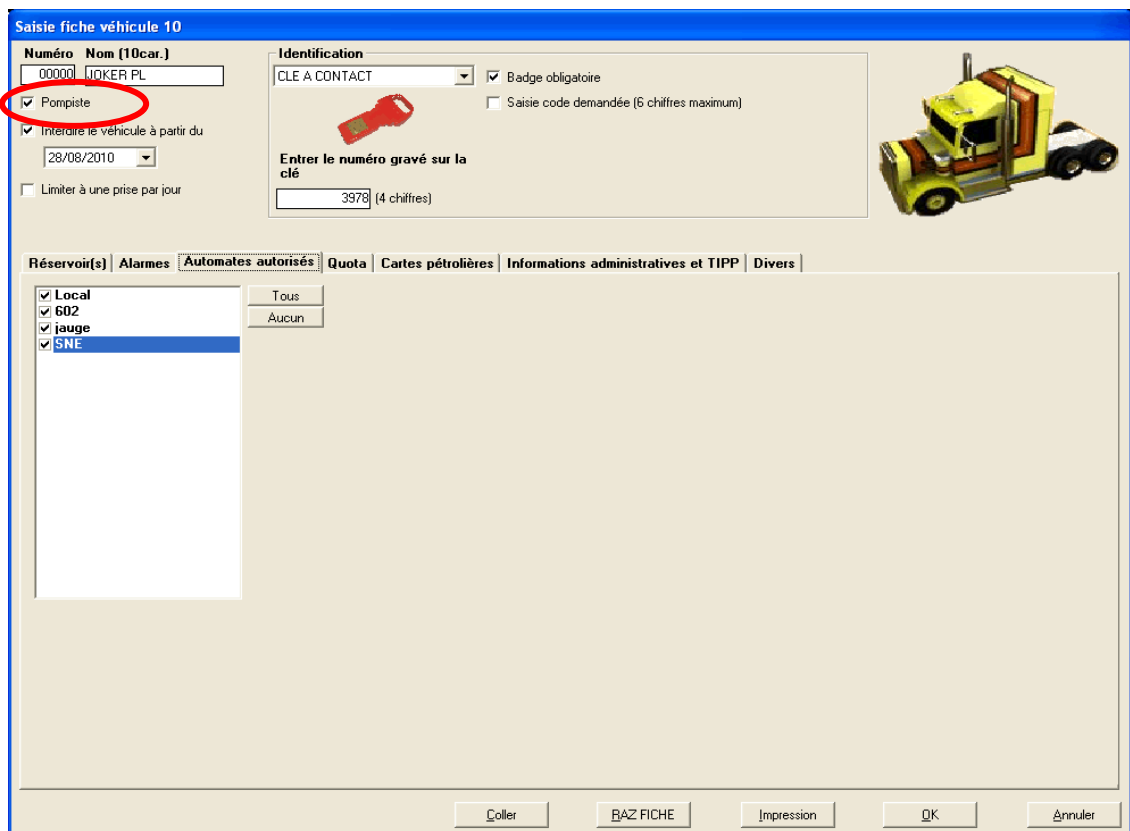 Saisie fiche véhicule 10
Numéro Nom (10car.)
00000 JOKER PL
Pompiste
Interdire le véhicule à partir du
28/08/2010
Limiter à une prise par jour
Identification
CLE A CONTACT
Badge obligatoire
Saisie code demandée (6 chiffres maximum)
Entrer le numéro gravé sur la
clé
3978 (4 chiffres)
Réservoir(s) Alarmes Automates autorisés Quota Cartes pétrolières Informations administratives et TIPP Divers
Local
602
jauge
SNE
Tous
Aucun
Coller RAZ FICHE Impression OK Annuler